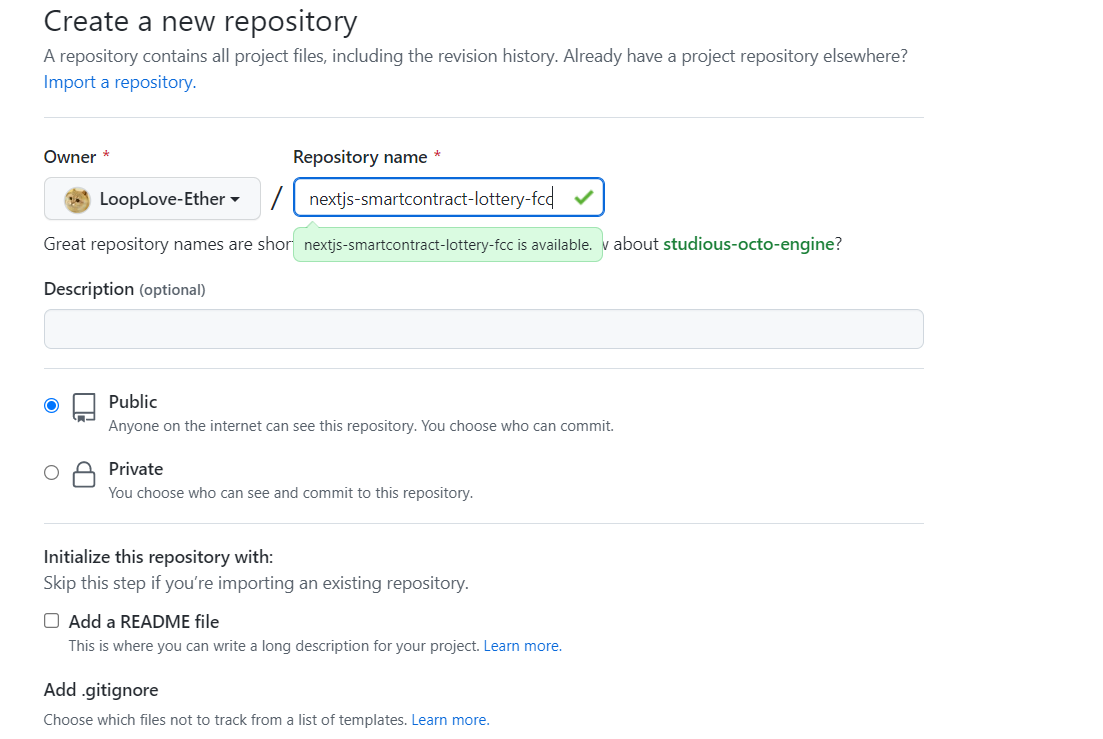 Create a new repository
A repository contains all project files, including the revision history. Already have a project repository elsewhere?
Import a repository.
Owner * Repository name *
LoopLove-Ether / nextjs-smartcontract-lottery-fcc
Great repository names are shor about studious-octo-engine?
nextjs-smartcontract-lottery-fcc is available.
Description (optional)
Public
Anyone on the internet can see this repository. You choose who can commit.
Private
You choose who can see and commit to this repository.
Initialize this repository with:
Skip this step if you’re importing an existing repository.
Add a README file
This is where you can write a long description for your project. Learn more.
Add .gitignore
Choose which files not to track from a list of templates. Learn more.